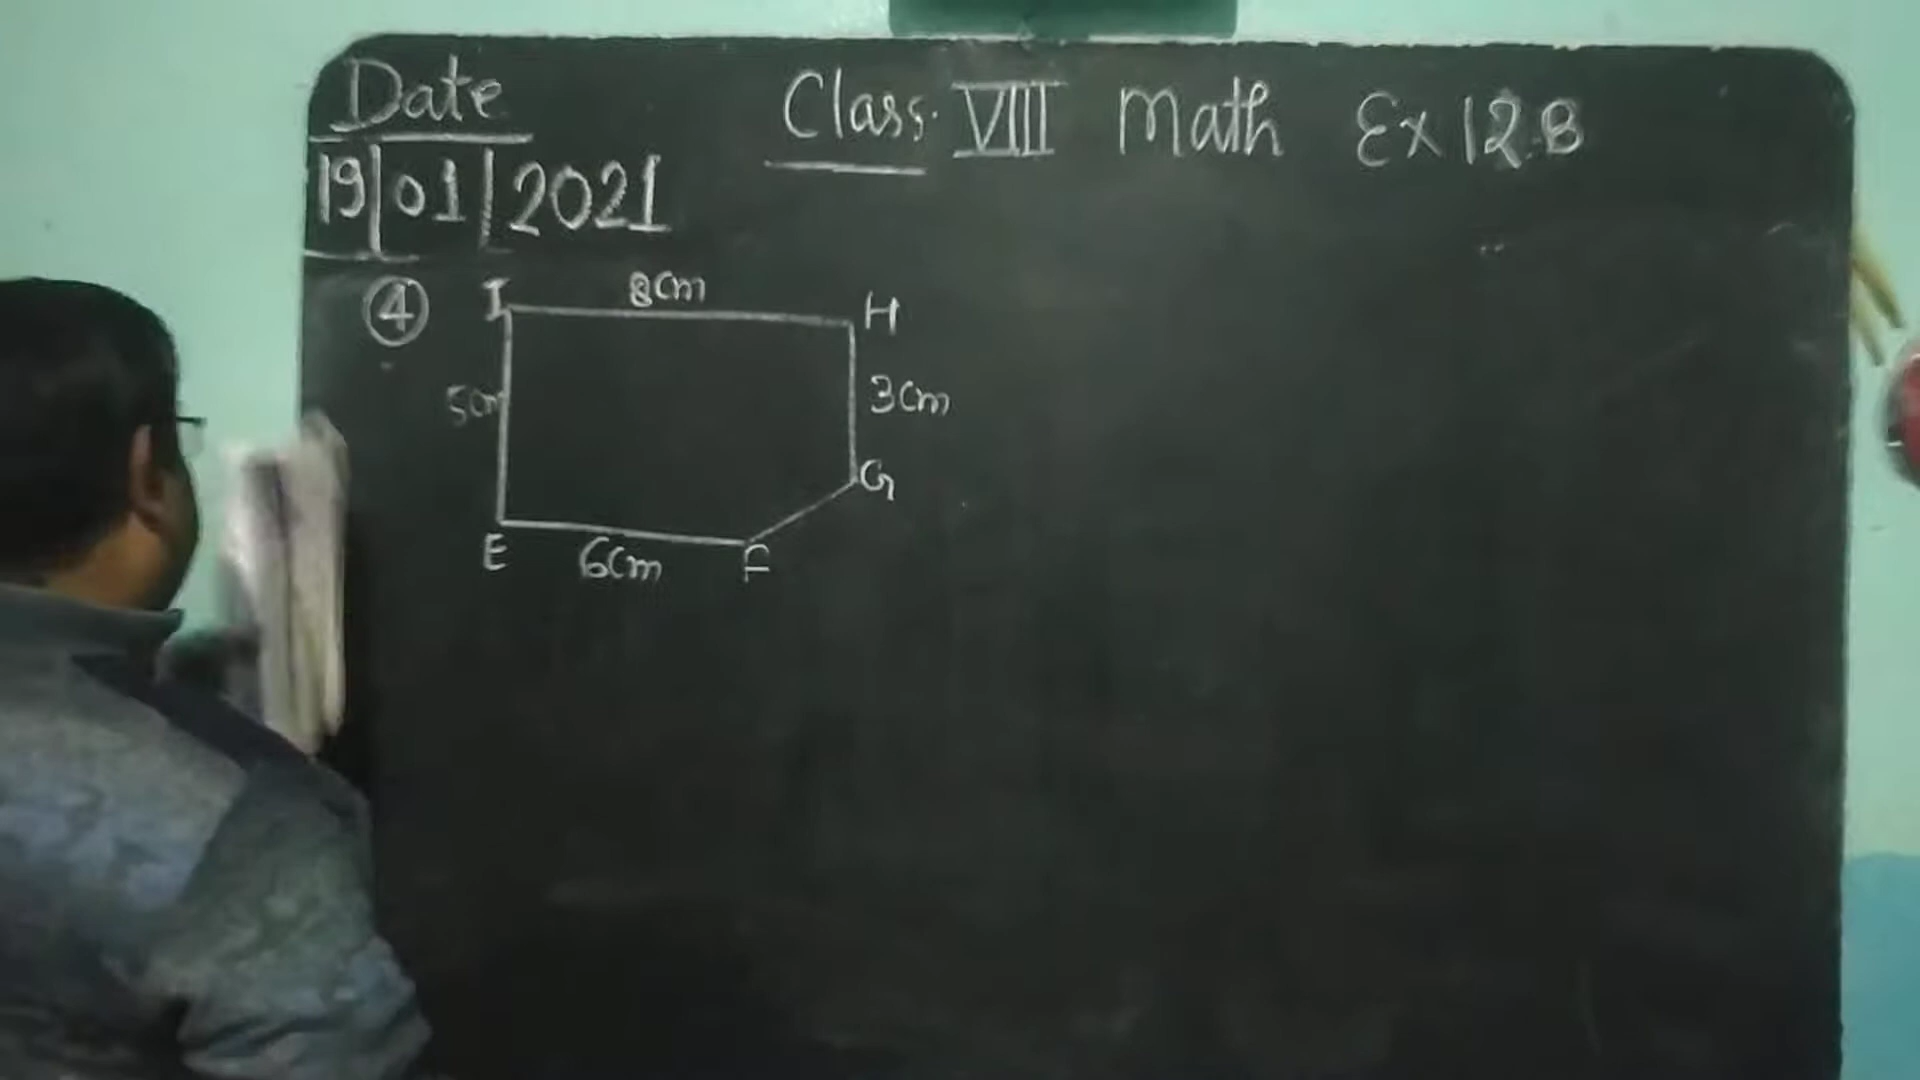 Date
Class VIII Math Ex 12.B
19|01|2021
4
I 8cm H
5cm
3cm
G
E 6cm F